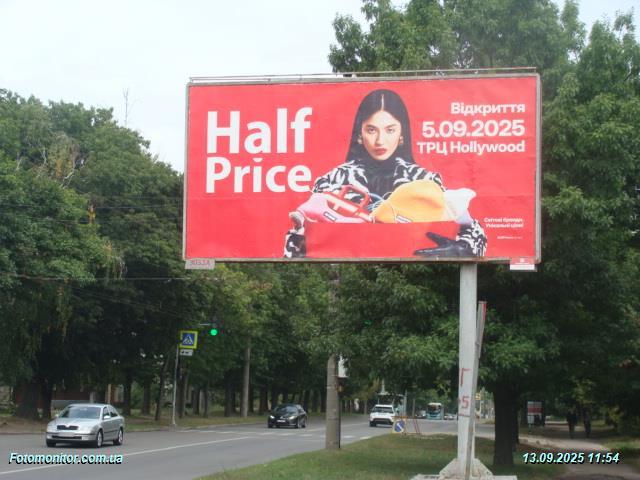 Half
Price
Відкриття
5.09.2025
ТРЦ Hollywood
Світові бренди,
Унікальні ціни!
Fotomonitor.com.ua
13.09.2025 11:54